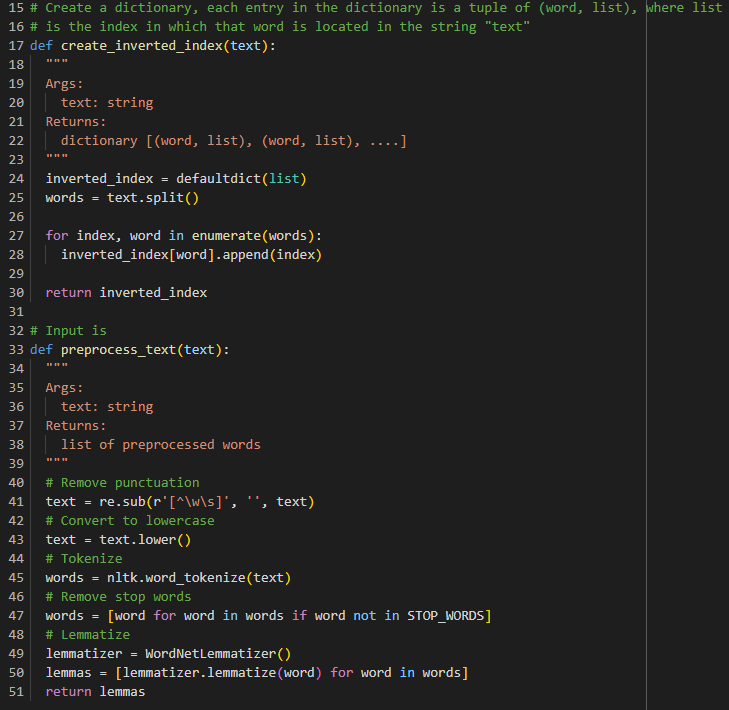 15 # Create a dictionary, each entry in the dictionary is a tuple of (word, list), where list
16 # is the index in which that word is located in the string "text"
17 def create_inverted_index(text):
18   """
19   Args:
20     text: string
21   Returns:
22     dictionary [(word, list), (word, list), ....]
23   """
24   inverted_index = defaultdict(list)
25   words = text.split()
26
27   for index, word in enumerate(words):
28     inverted_index[word].append(index)
29
30   return inverted_index
31
32 # Input is
33 def preprocess_text(text):
34   """
35   Args:
36     text: string
37   Returns:
38     list of preprocessed words
39   """
40   # Remove punctuation
41   text = re.sub(r'[^\w\s]', '', text)
42   # Convert to lowercase
43   text = text.lower()
44   # Tokenize
45   words = nltk.word_tokenize(text)
46   # Remove stop words
47   words = [word for word in words if word not in STOP_WORDS]
48   # Lemmatize
49   lemmatizer = WordNetLemmatizer()
50   lemmas = [lemmatizer.lemmatize(word) for word in words]
51   return lemmas